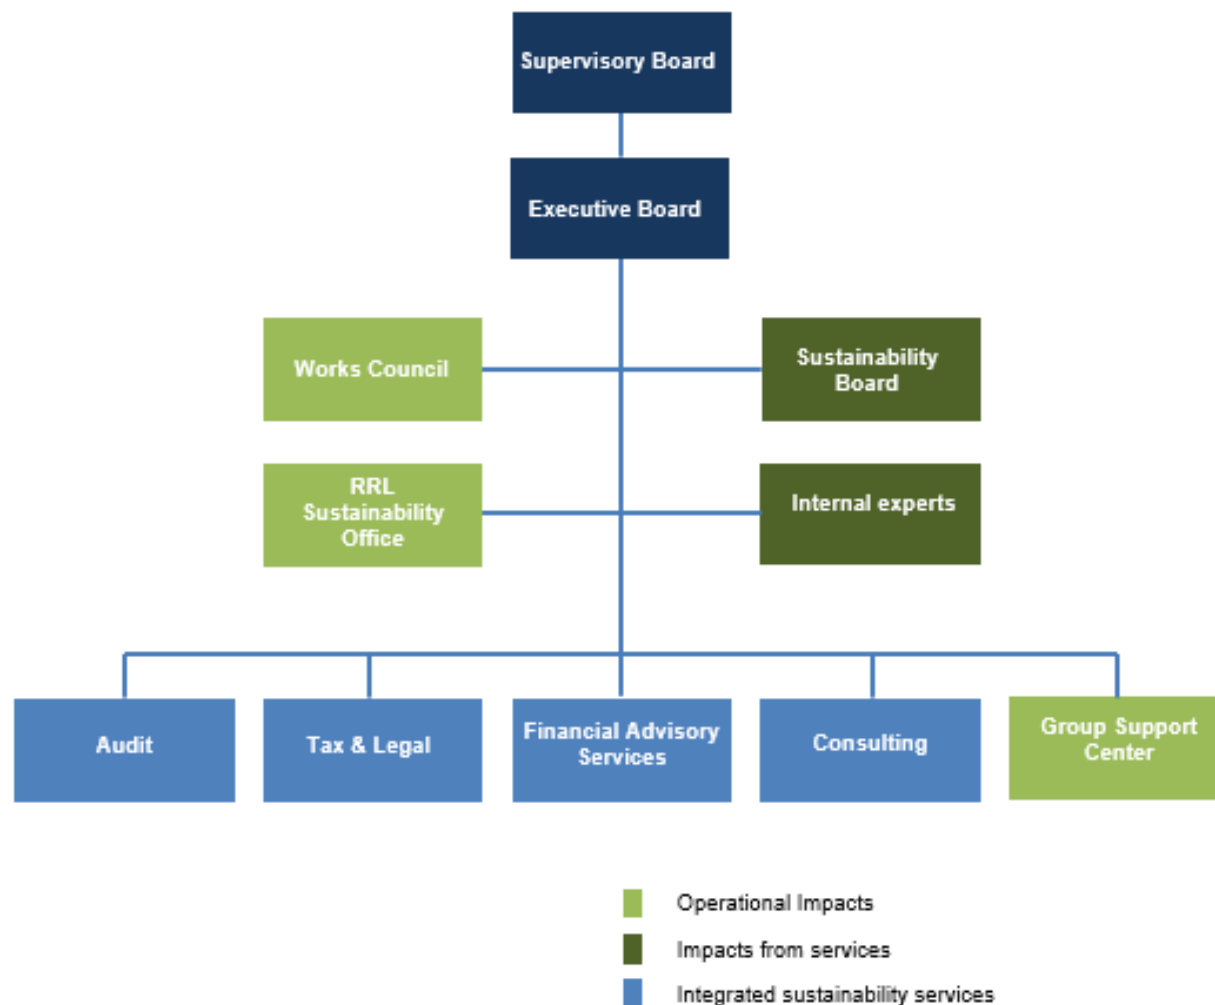 Supervisory Board
Executive Board
Works Council
Sustainability
Board
RRL
Sustainability
Office
Internal experts
Audit
Tax & Legal
Financial Advisory
Services
Consulting
Group Support
Center
Operational Impacts
Impacts from services
Integrated sustainability services